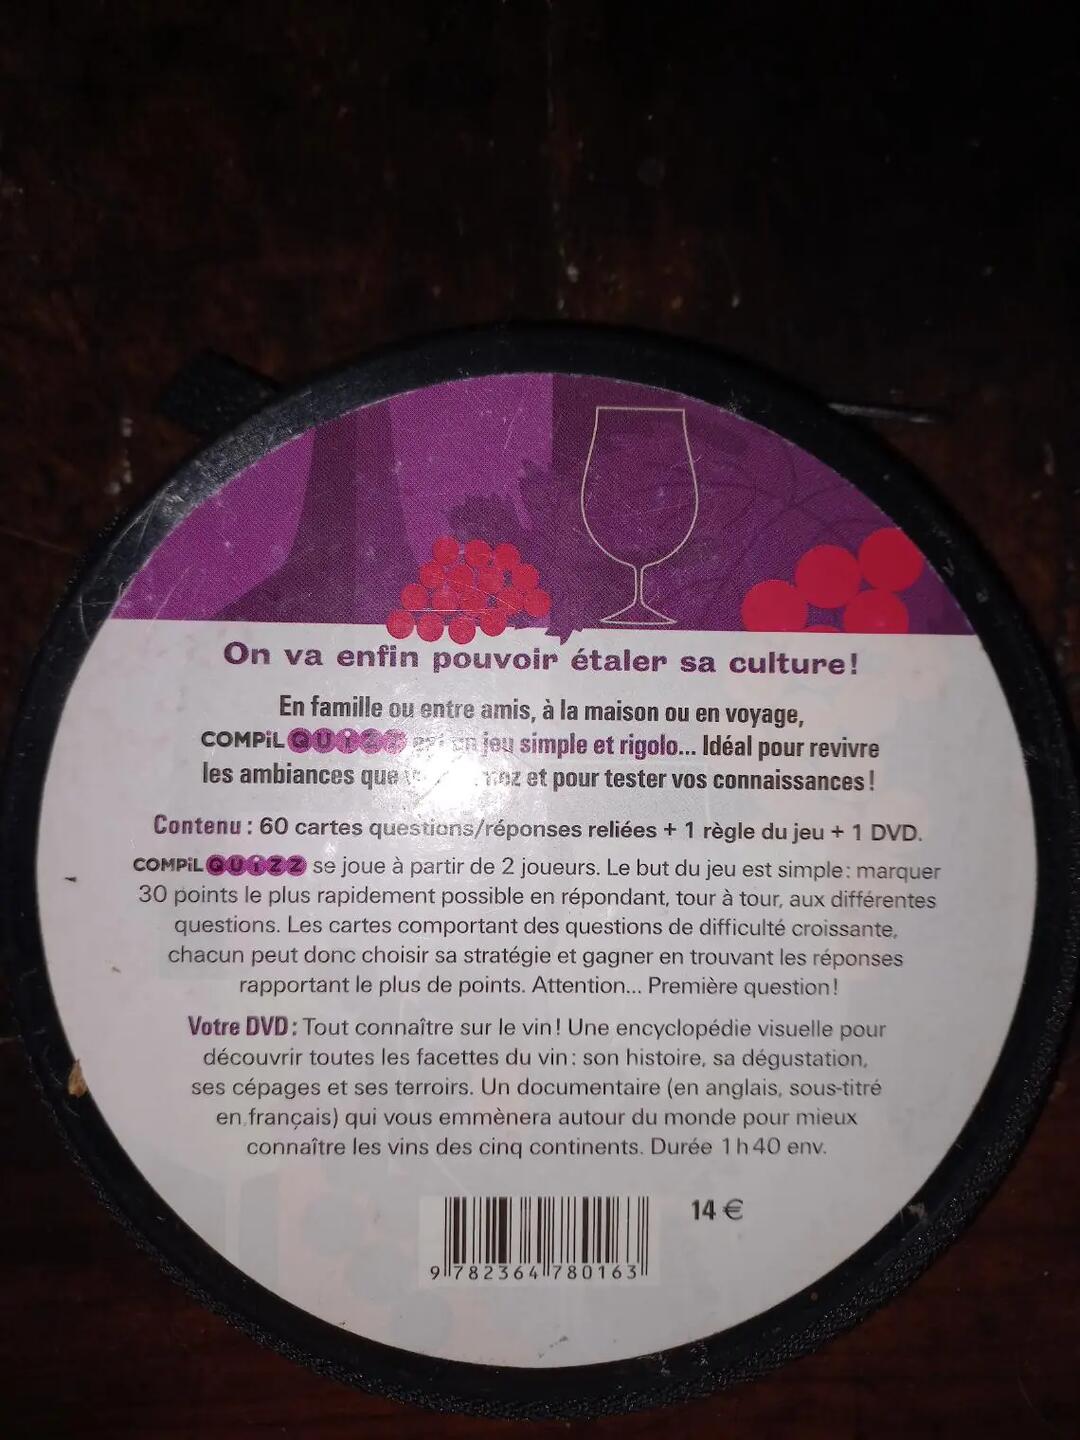 On va enfin pouvoir étaler sa culture!
En famille ou entre amis, à la maison ou en voyage,
COMPiL QUiZZ est un jeu simple et rigolo... Idéal pour revivre
les ambiances que et pour tester vos connaissances!
Contenu: 60 cartes questions/réponses reliées + 1 règle du jeu + 1 DVD.
COMPiL QUiZZ se joue à partir de 2 joueurs. Le but du jeu est simple: marquer
30 points le plus rapidement possible en répondant, tour à tour, aux différentes
questions. Les cartes comportant des questions de difficulté croissante,
chacun peut donc choisir sa stratégie et gagner en trouvant les réponses
rapportant le plus de points. Attention... Première question!
Votre DVD: Tout connaître sur le vin! Une encyclopédie visuelle pour
découvrir toutes les facettes du vin: son histoire, sa dégustation,
ses cépages et ses terroirs. Un documentaire (en anglais, sous-titré
en français) qui vous emmènera autour du monde pour mieux
connaître les vins des cinq continents. Durée 1h40 env.
14 €
9 782364 780163